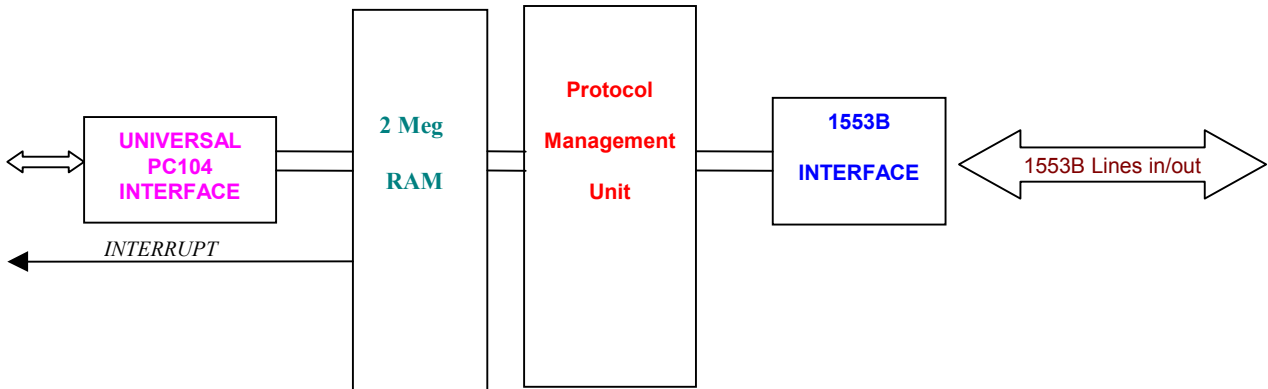 UNIVERSAL
PC104
INTERFACE
INTERRUPT
2 Meg
RAM
Protocol
Management
Unit
1553B
INTERFACE
1553B Lines in/out